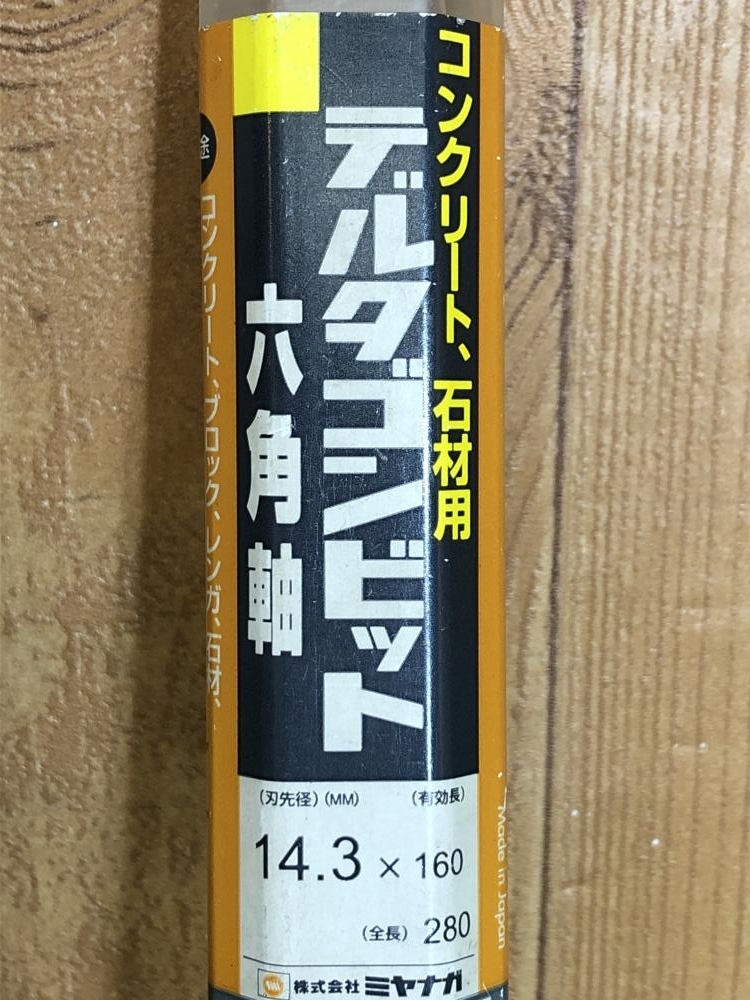 コンクリート、石材用
デルタゴンビット
六角軸
途
コンクリート、ブロック、レンガ、石材、
(刃先径)(MM) (有効長)
14.3 × 160
(全長) 280
株式会社 ミヤナガ
Made in Japan